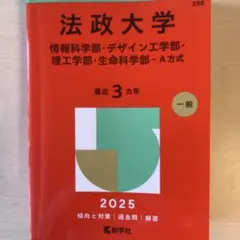 398
法政大学
情報科学部・デザイン工学部・
理工学部・生命科学部－A方式
最近3カ年
一般
2025
傾向と対策｜過去問｜解答
教学社